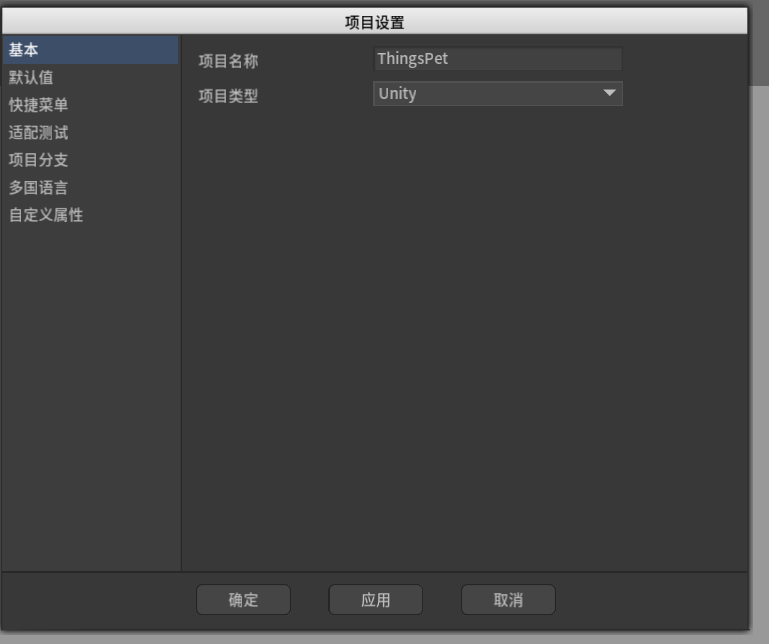 项目设置
基本
默认值
快捷菜单
适配测试
项目分支
多国语言
自定义属性
项目名称 ThingsPet
项目类型 Unity
确定 应用 取消